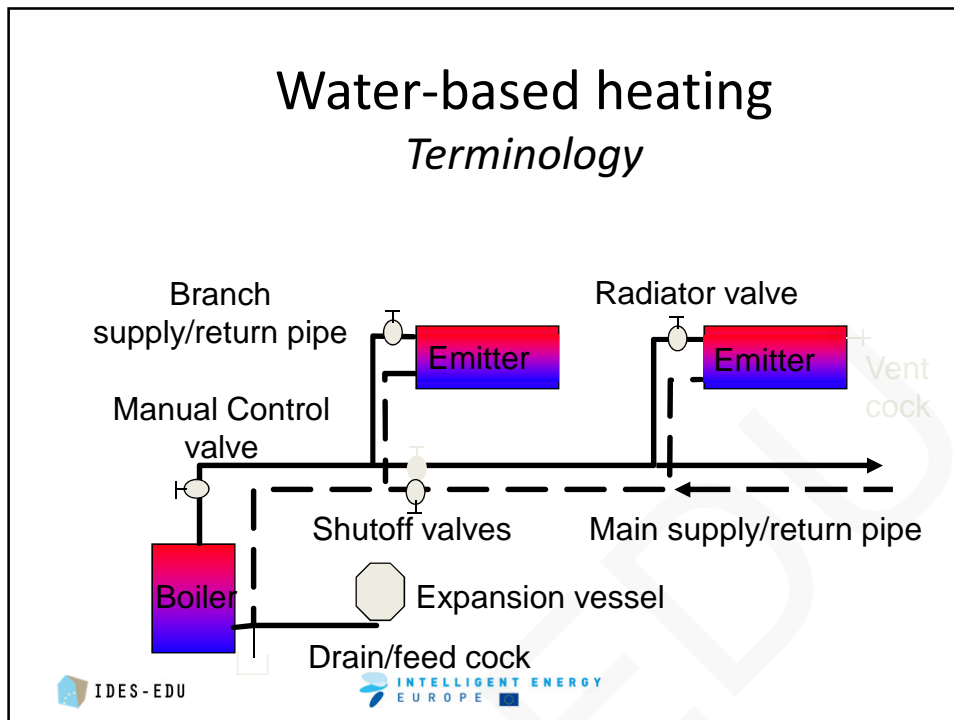 Water-based heating
Terminology
Branch
supply/return pipe
Radiator valve
Emitter
Emitter
Vent
cock
Manual Control
valve
Shutoff valves
Main supply/return pipe
Boiler
Expansion vessel
Drain/feed cock
IDES-EDU
INTELLIGENT ENERGY
EUROPE
EDU